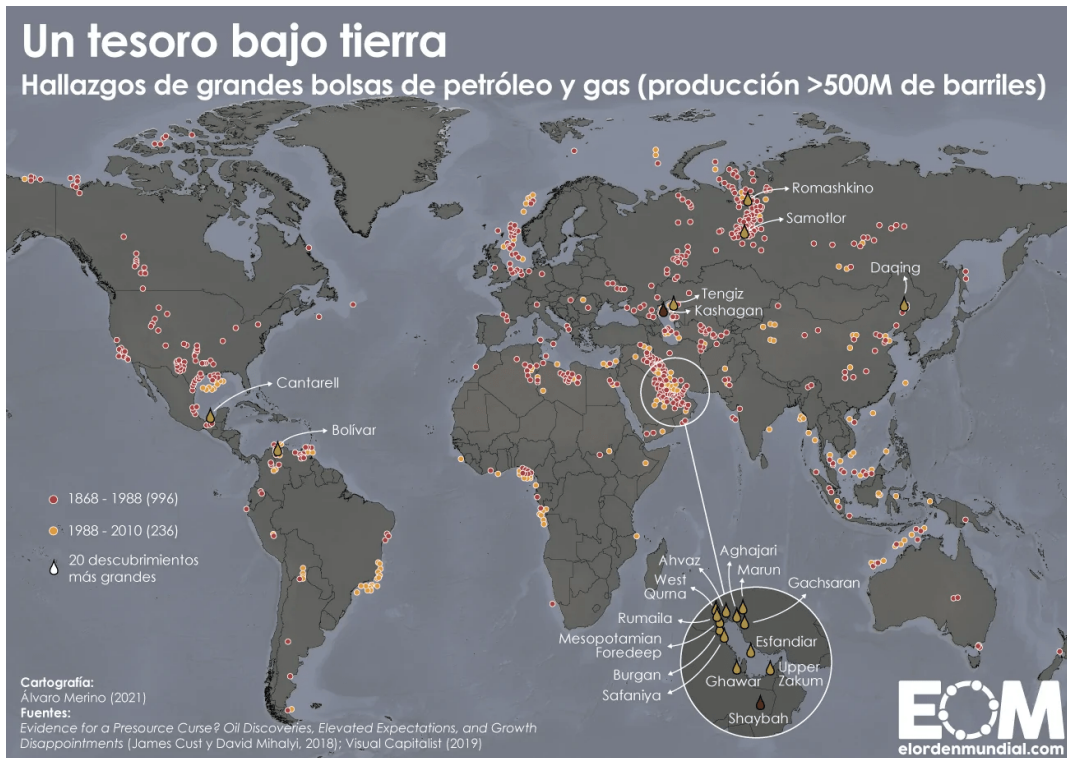 Un tesoro bajo tierra
Hallazgos de grandes bolsas de petróleo y gas (producción >500M de barriles)
Romashkino
Samotlor
Daqing
Tengiz
Kashagan
Cantarell
Bolívar
1868 - 1988 (996)
1988 - 2010 (236)
20 descubrimientos
más grandes
Aghajari
Ahvaz
Marun
West
Qurna
Gachsaran
Rumaila
Mesopotamian
Foredeep
Esfandiar
Burgan
Ghawar
Upper
Zakum
Safaniya
Shaybah
Cartografía:
Álvaro Merino (2021)
Fuentes:
Evidence for a Presource Curse? Oil Discoveries, Elevated Expectations, and Growth
Disappointments (James Cust y David Mihalyi, 2018); Visual Capitalist (2019)
EOM
elordenmundial.com